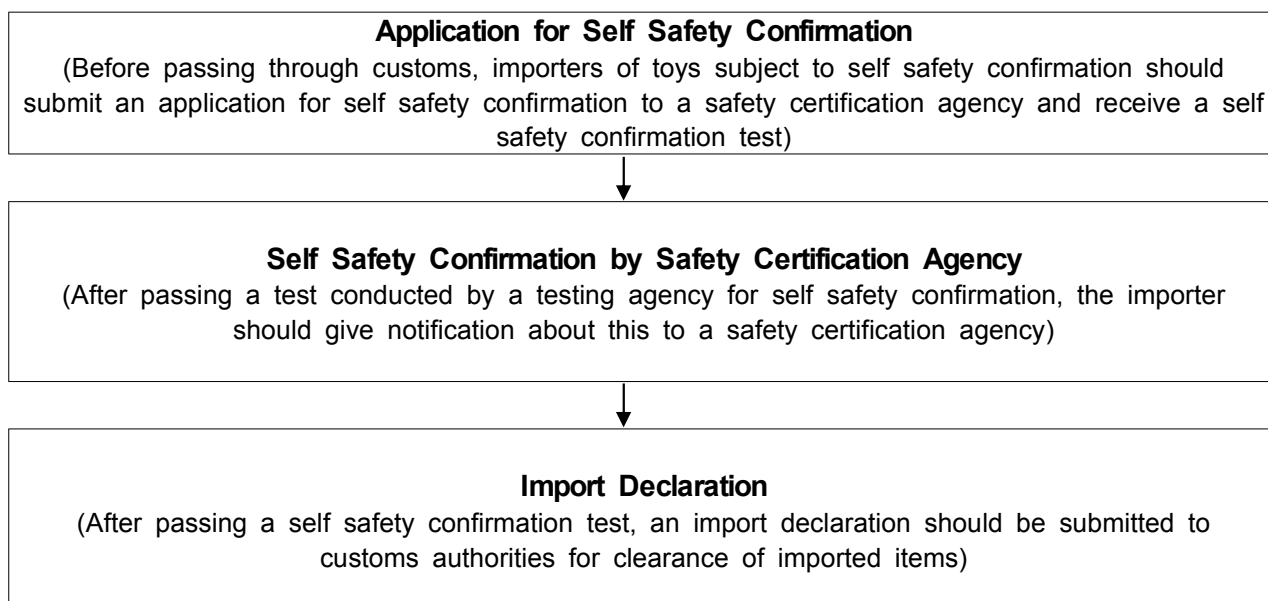 Application for Self Safety Confirmation
(Before passing through customs, importers of toys subject to self safety confirmation should
submit an application for self safety confirmation to a safety certification agency and receive a self
safety confirmation test)
Self Safety Confirmation by Safety Certification Agency
(After passing a test conducted by a testing agency for self safety confirmation, the importer
should give notification about this to a safety certification agency)
Import Declaration
(After passing a self safety confirmation test, an import declaration should be submitted to
customs authorities for clearance of imported items)